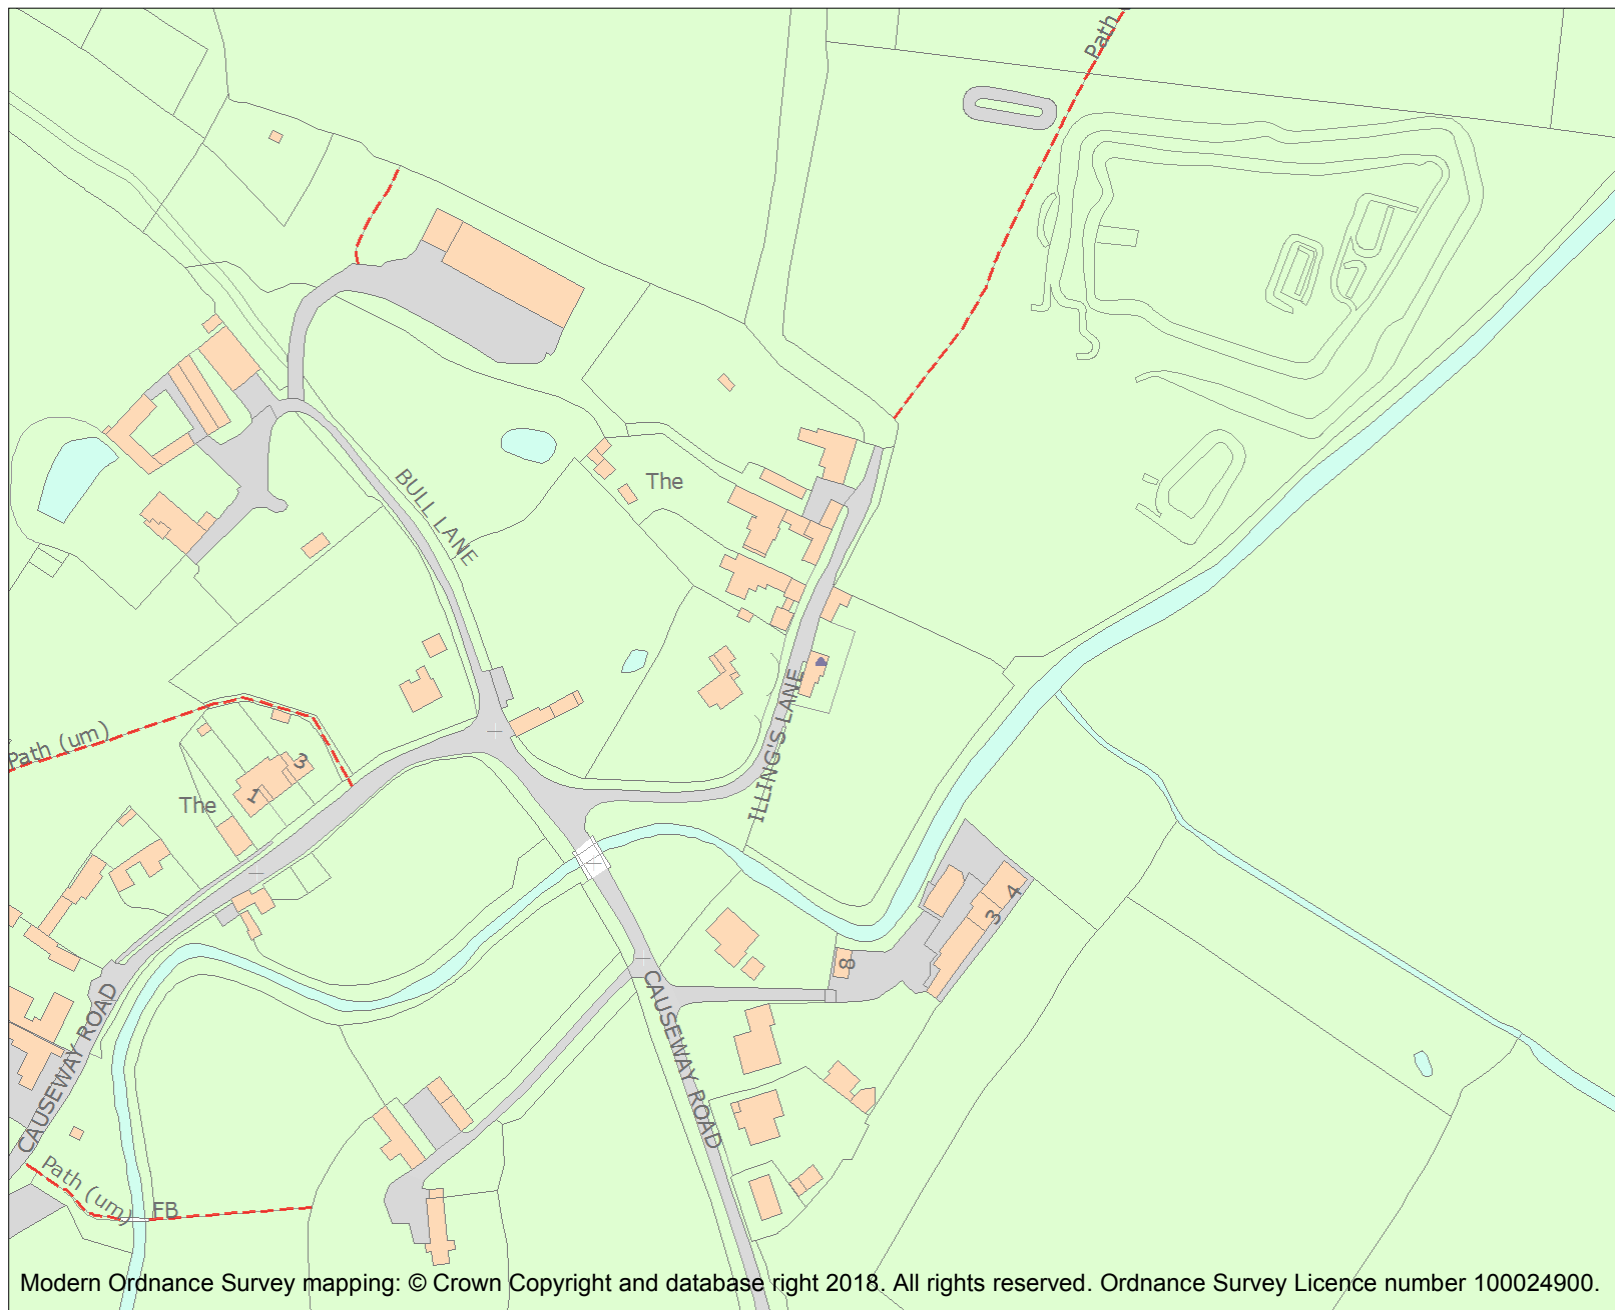 Path
BULL LANE
The
ILLING'S LANE
Path (um)
3
1
The
4
3
8
CAUSEWAY ROAD
CAUSEWAY ROAD
Path (um)
FB
Modern Ordnance Survey mapping: © Crown Copyright and database right 2018. All rights reserved. Ordnance Survey Licence number 100024900.